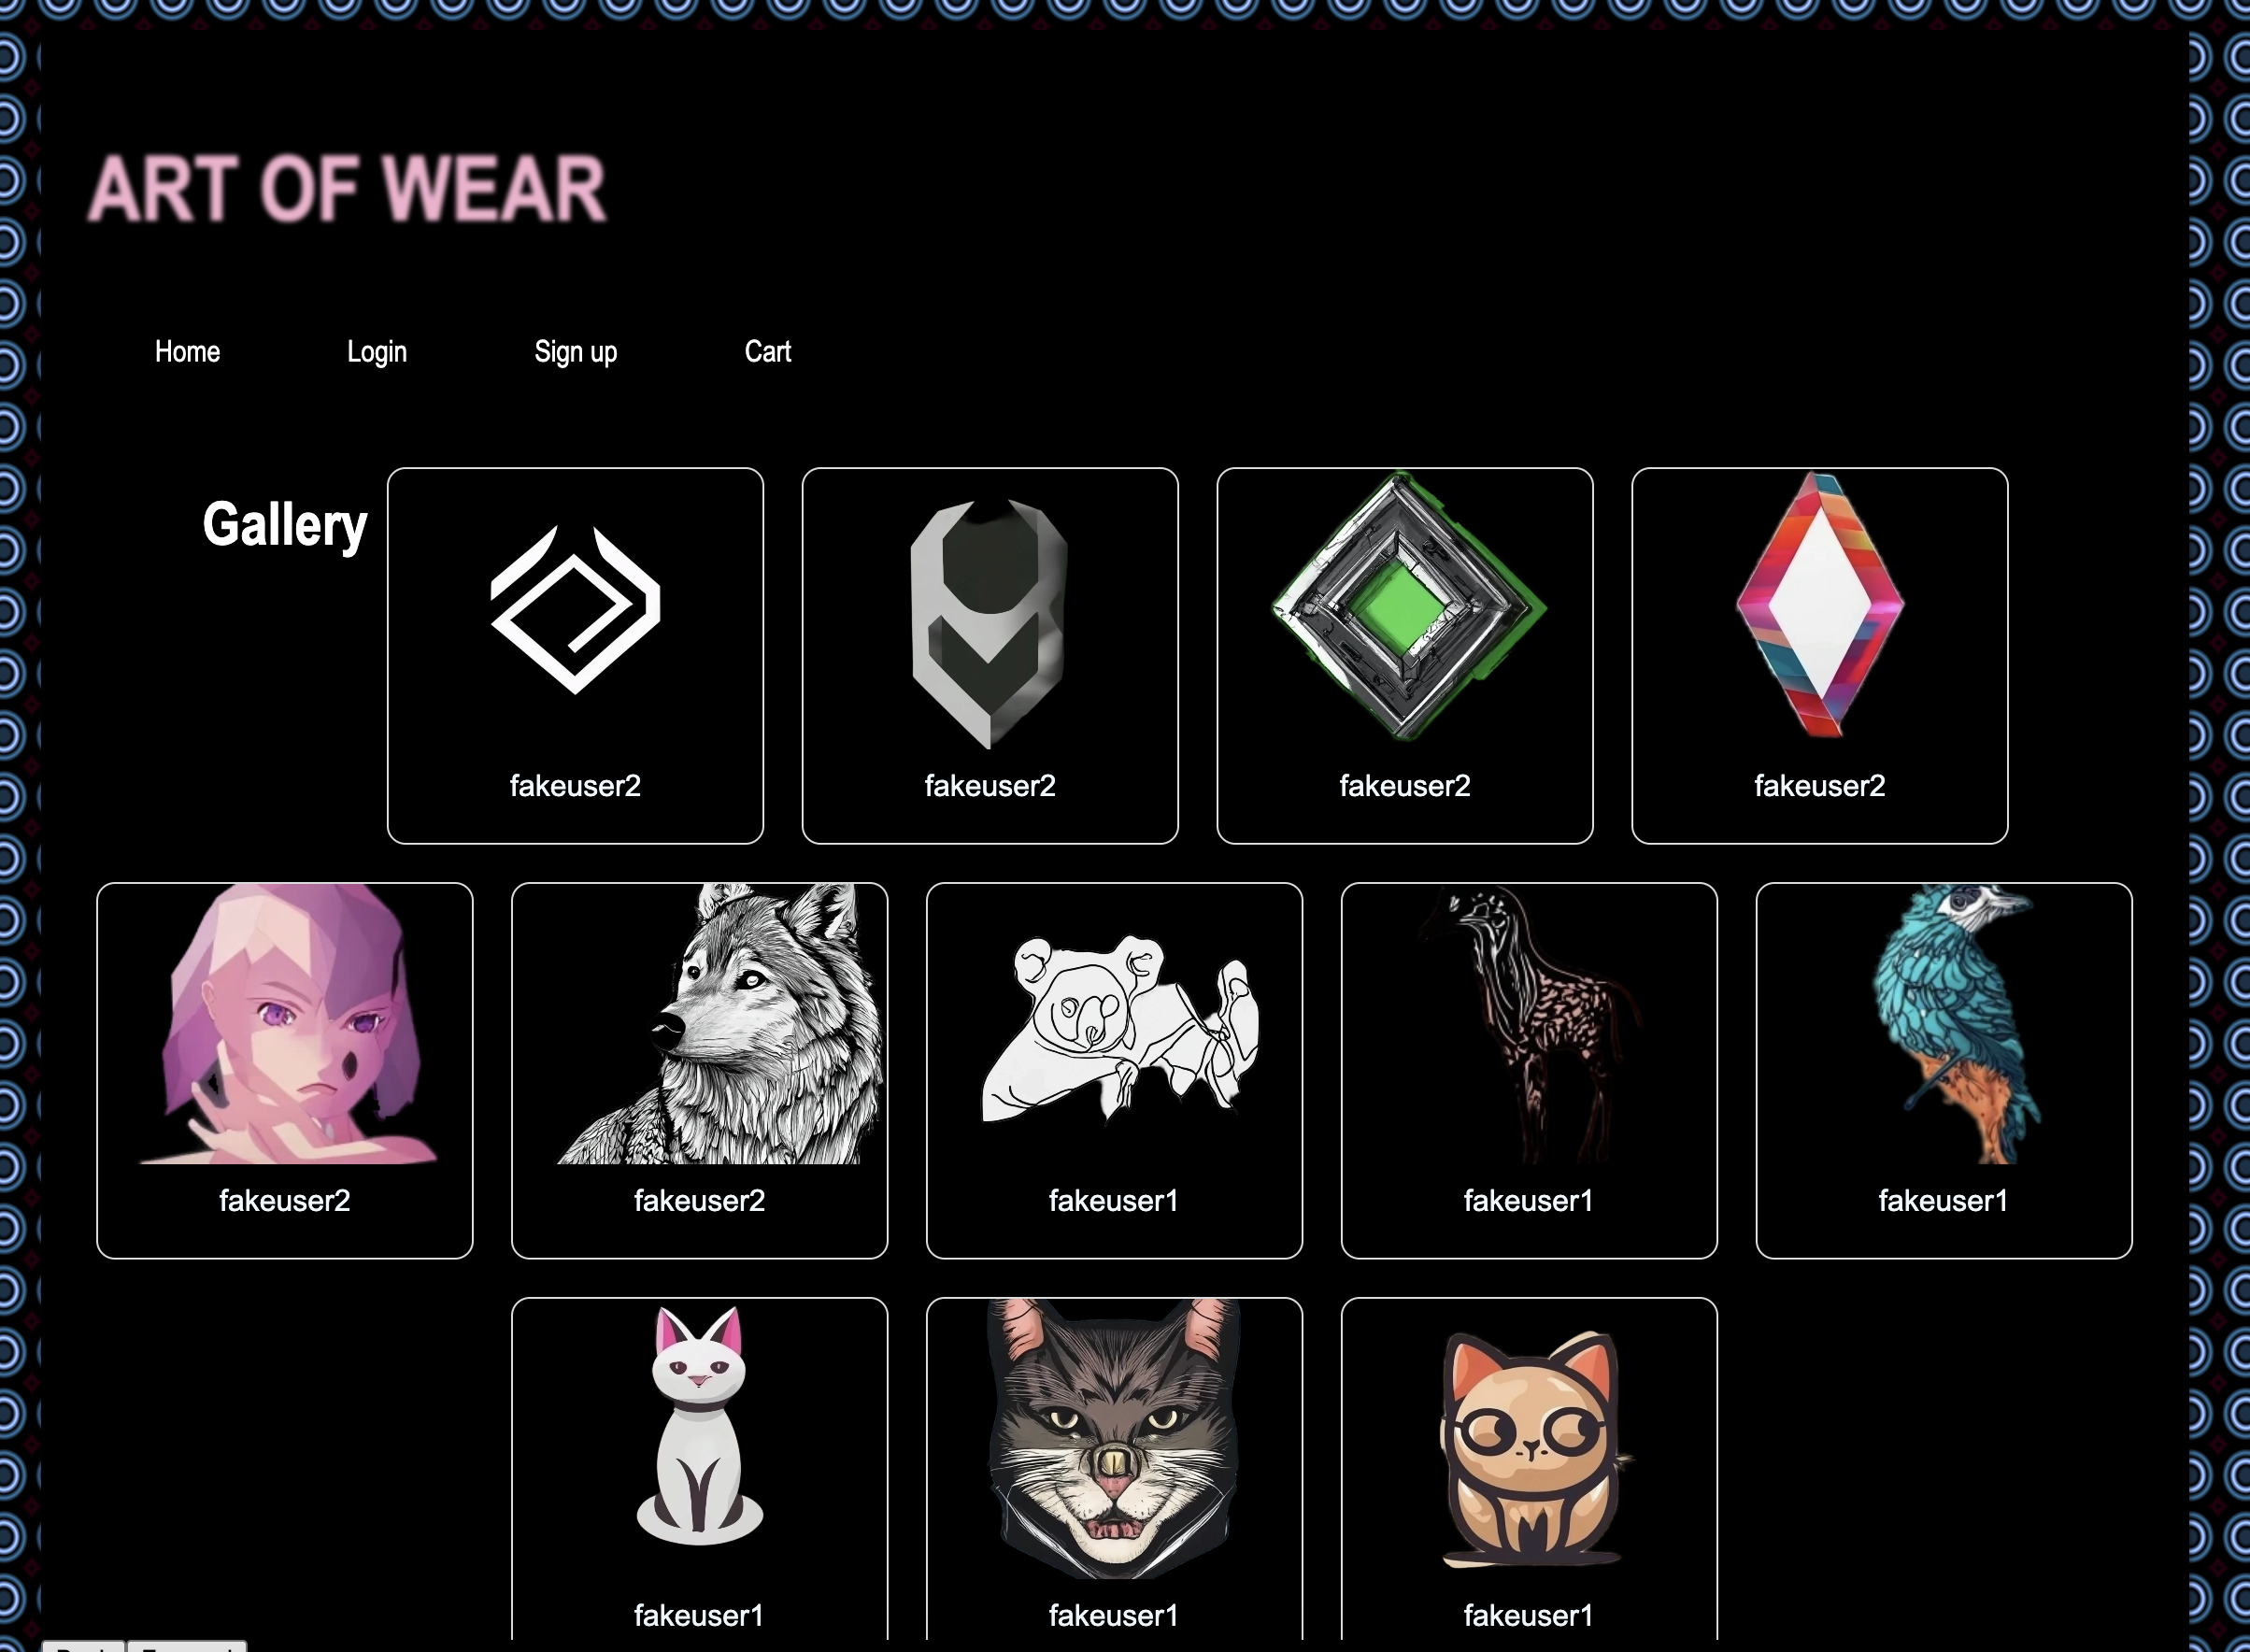 ART OF WEAR
Home Login Sign up Cart
Gallery
fakeuser2 fakeuser2 fakeuser2 fakeuser2
fakeuser2 fakeuser2 fakeuser1 fakeuser1 fakeuser1
fakeuser1 fakeuser1 fakeuser1